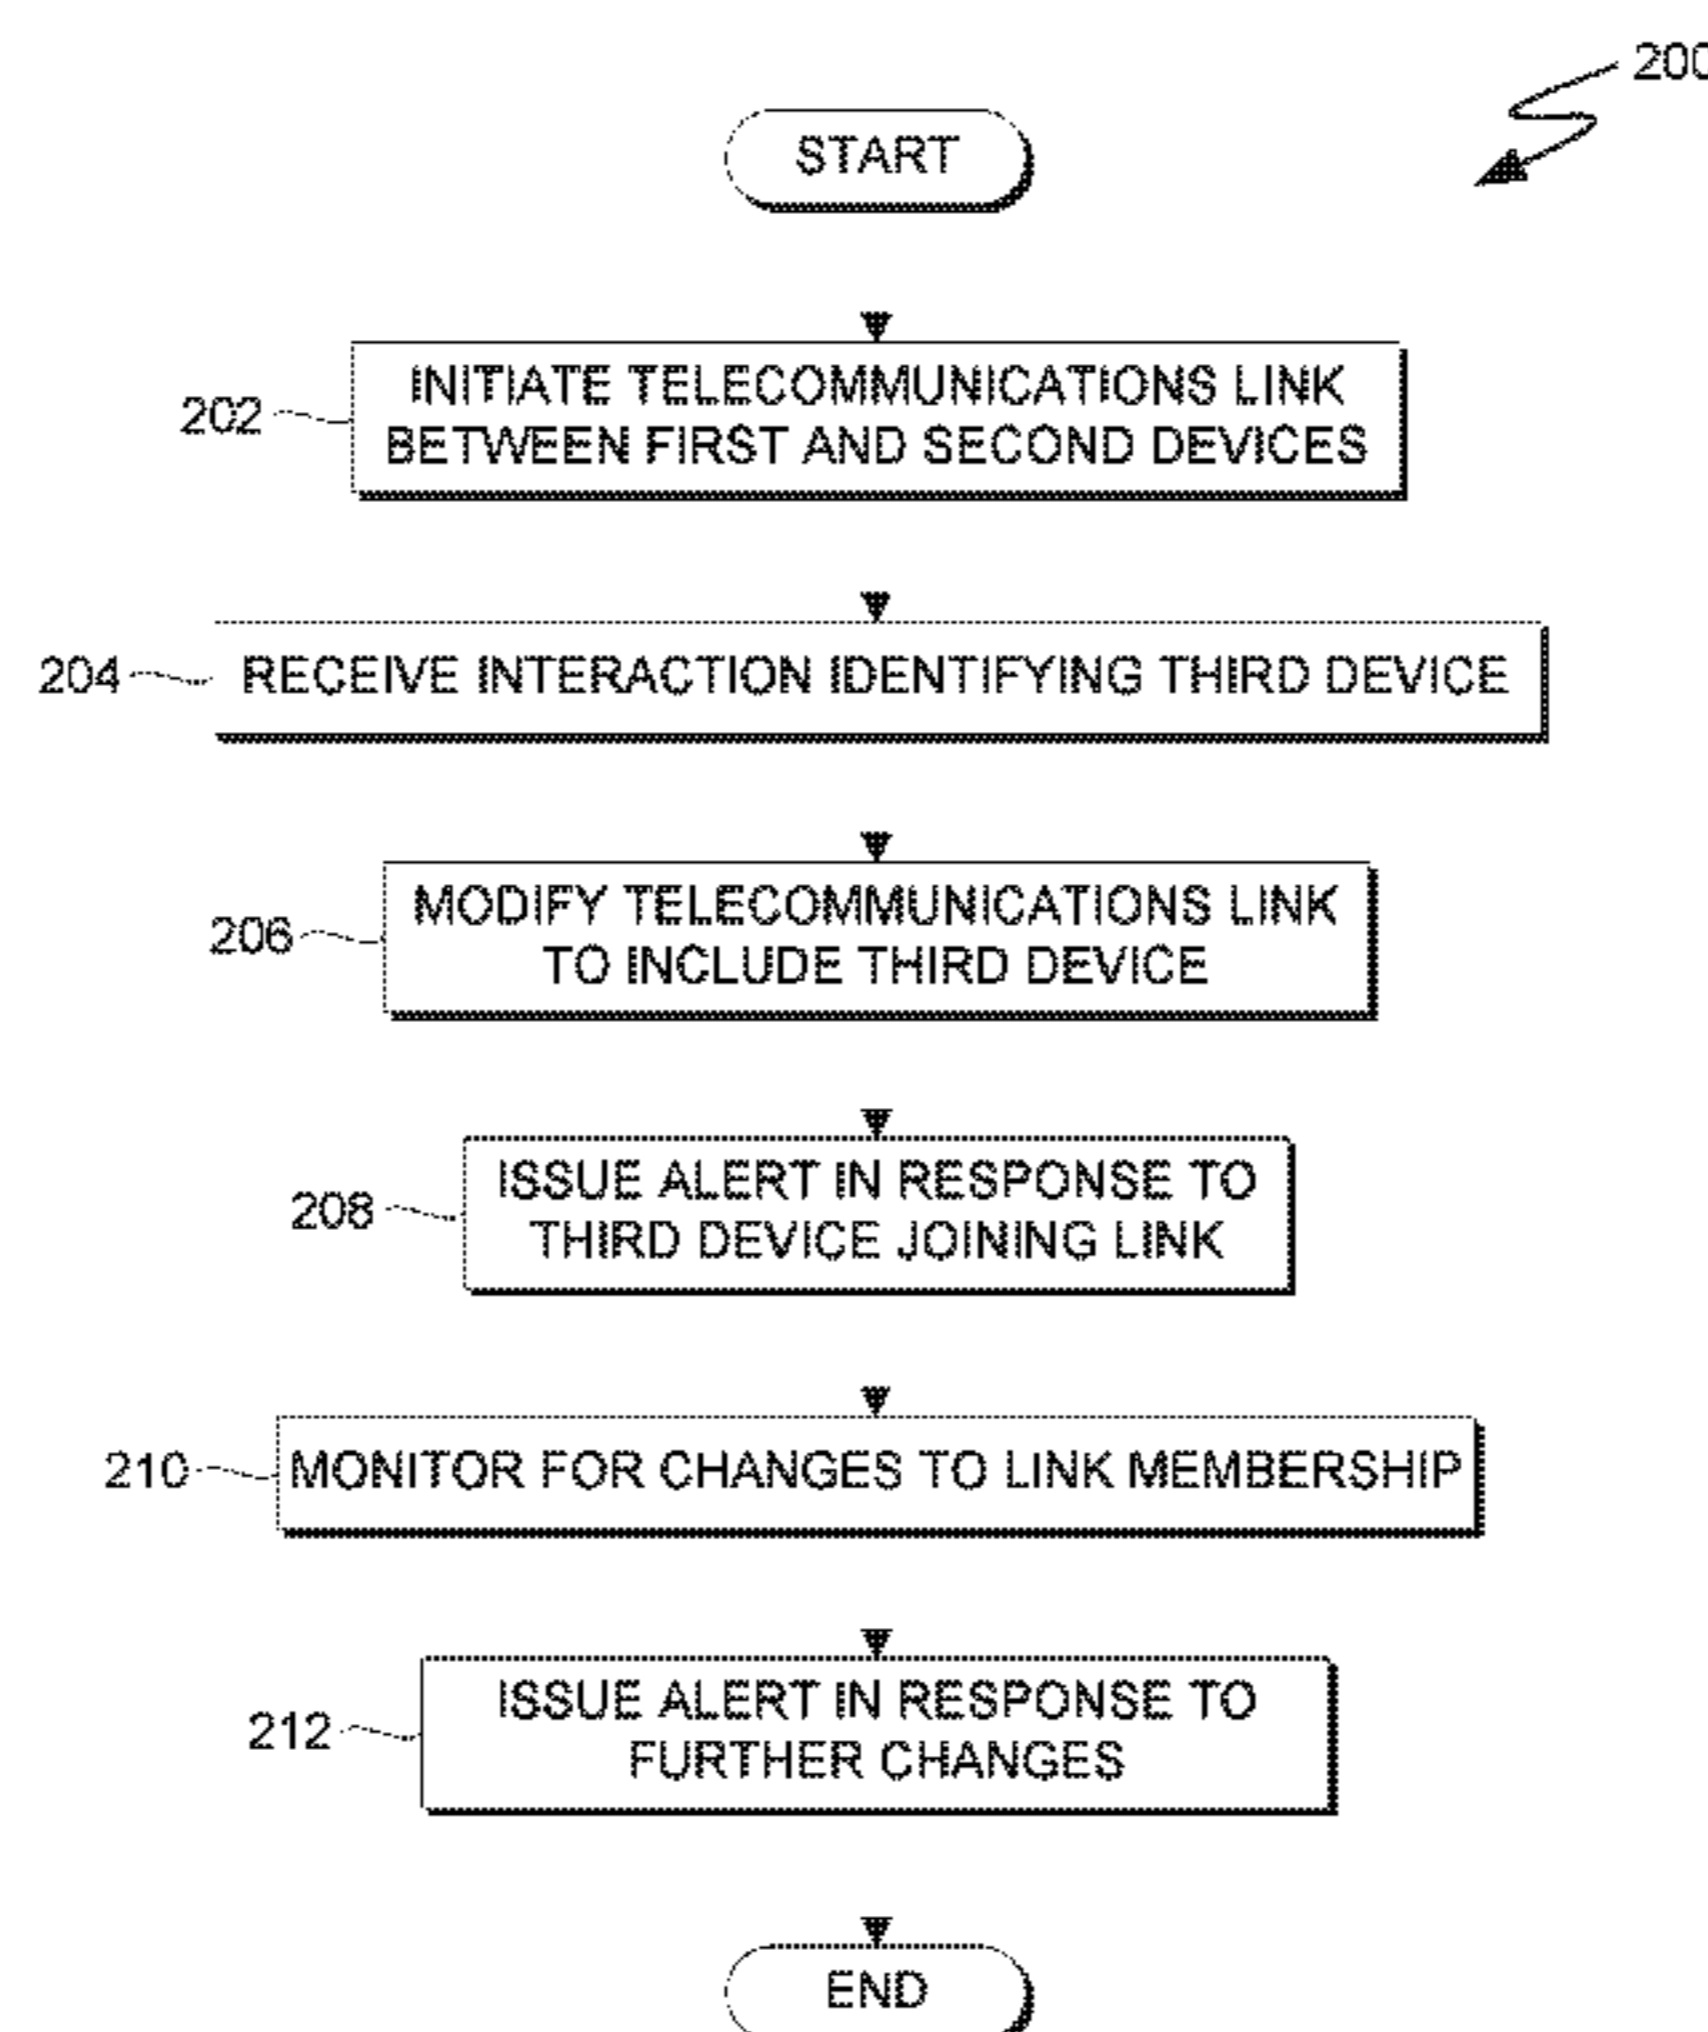 200
START
202
INITIATE TELECOMMUNICATIONS LINK
BETWEEN FIRST AND SECOND DEVICES
204
RECEIVE INTERACTION IDENTIFYING THIRD DEVICE
206
MODIFY TELECOMMUNICATIONS LINK
TO INCLUDE THIRD DEVICE
208
ISSUE ALERT IN RESPONSE TO
THIRD DEVICE JOINING LINK
210
MONITOR FOR CHANGES TO LINK MEMBERSHIP
212
ISSUE ALERT IN RESPONSE TO
FURTHER CHANGES
END